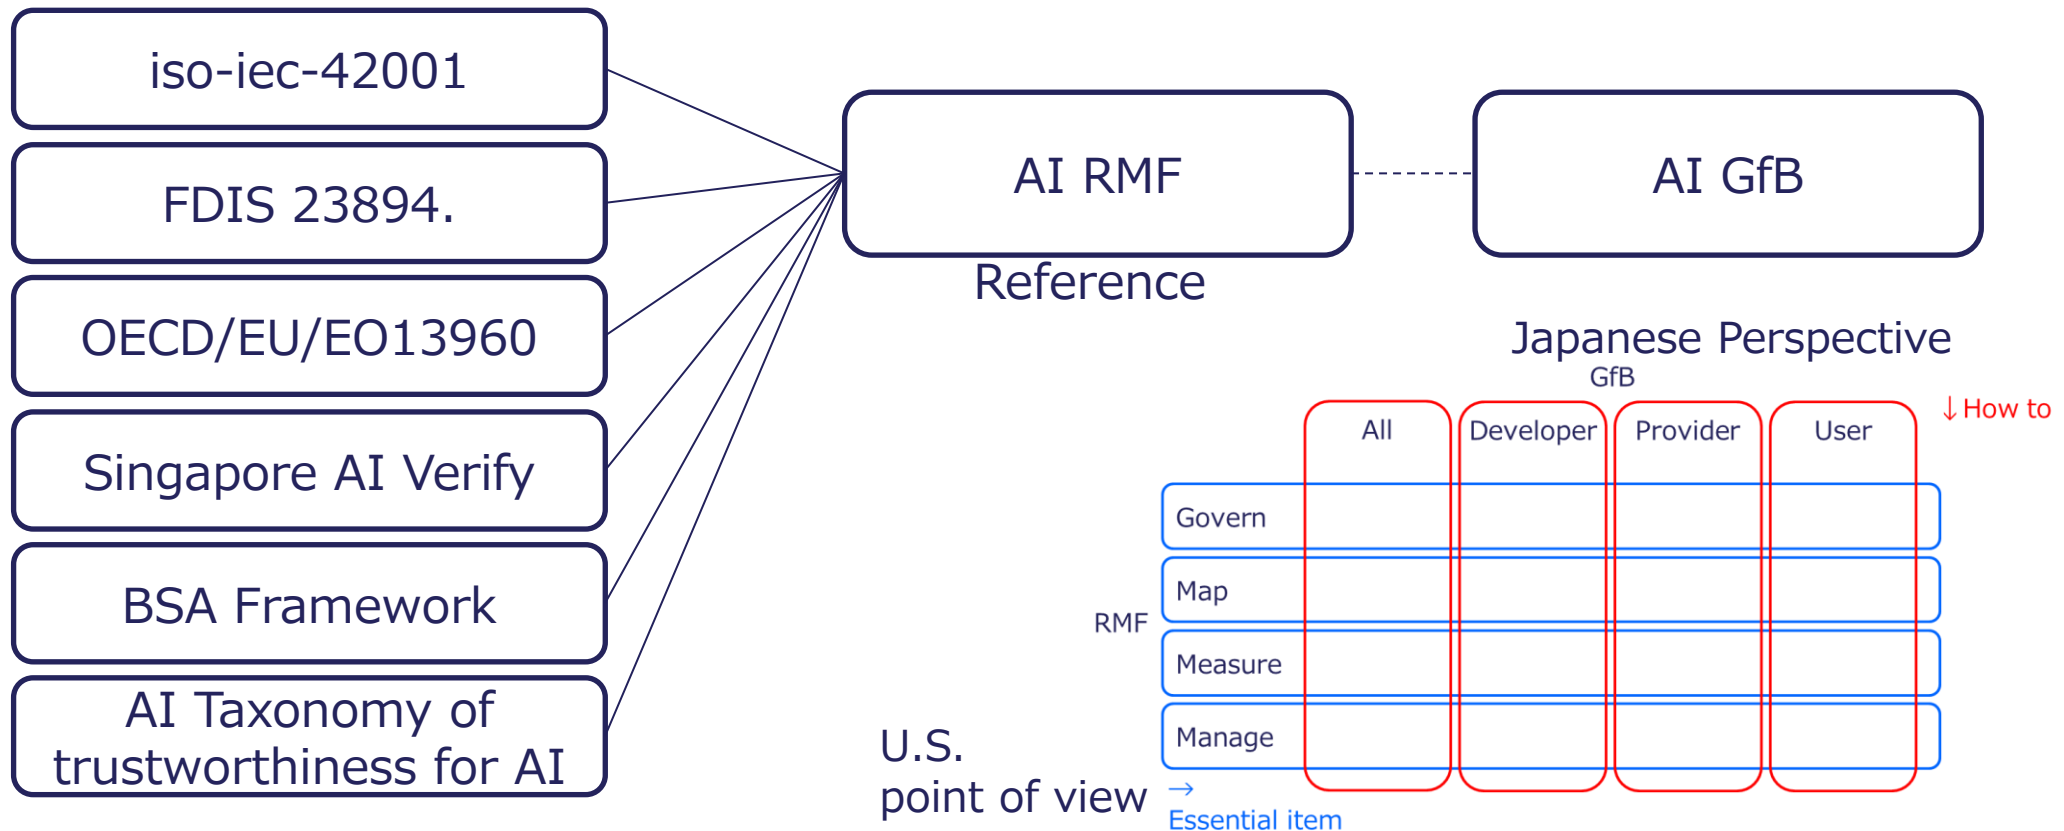 iso-iec-42001
FDIS 23894.
OECD/EU/EO13960
Singapore AI Verify
BSA Framework
AI Taxonomy of
trustworthiness for AI
AI RMF
Reference
AI GfB
Japanese Perspective
GfB
↓How to
All
Developer
Provider
User
RMF
Govern
Map
Measure
Manage
U.S.
point of view
→
Essential item